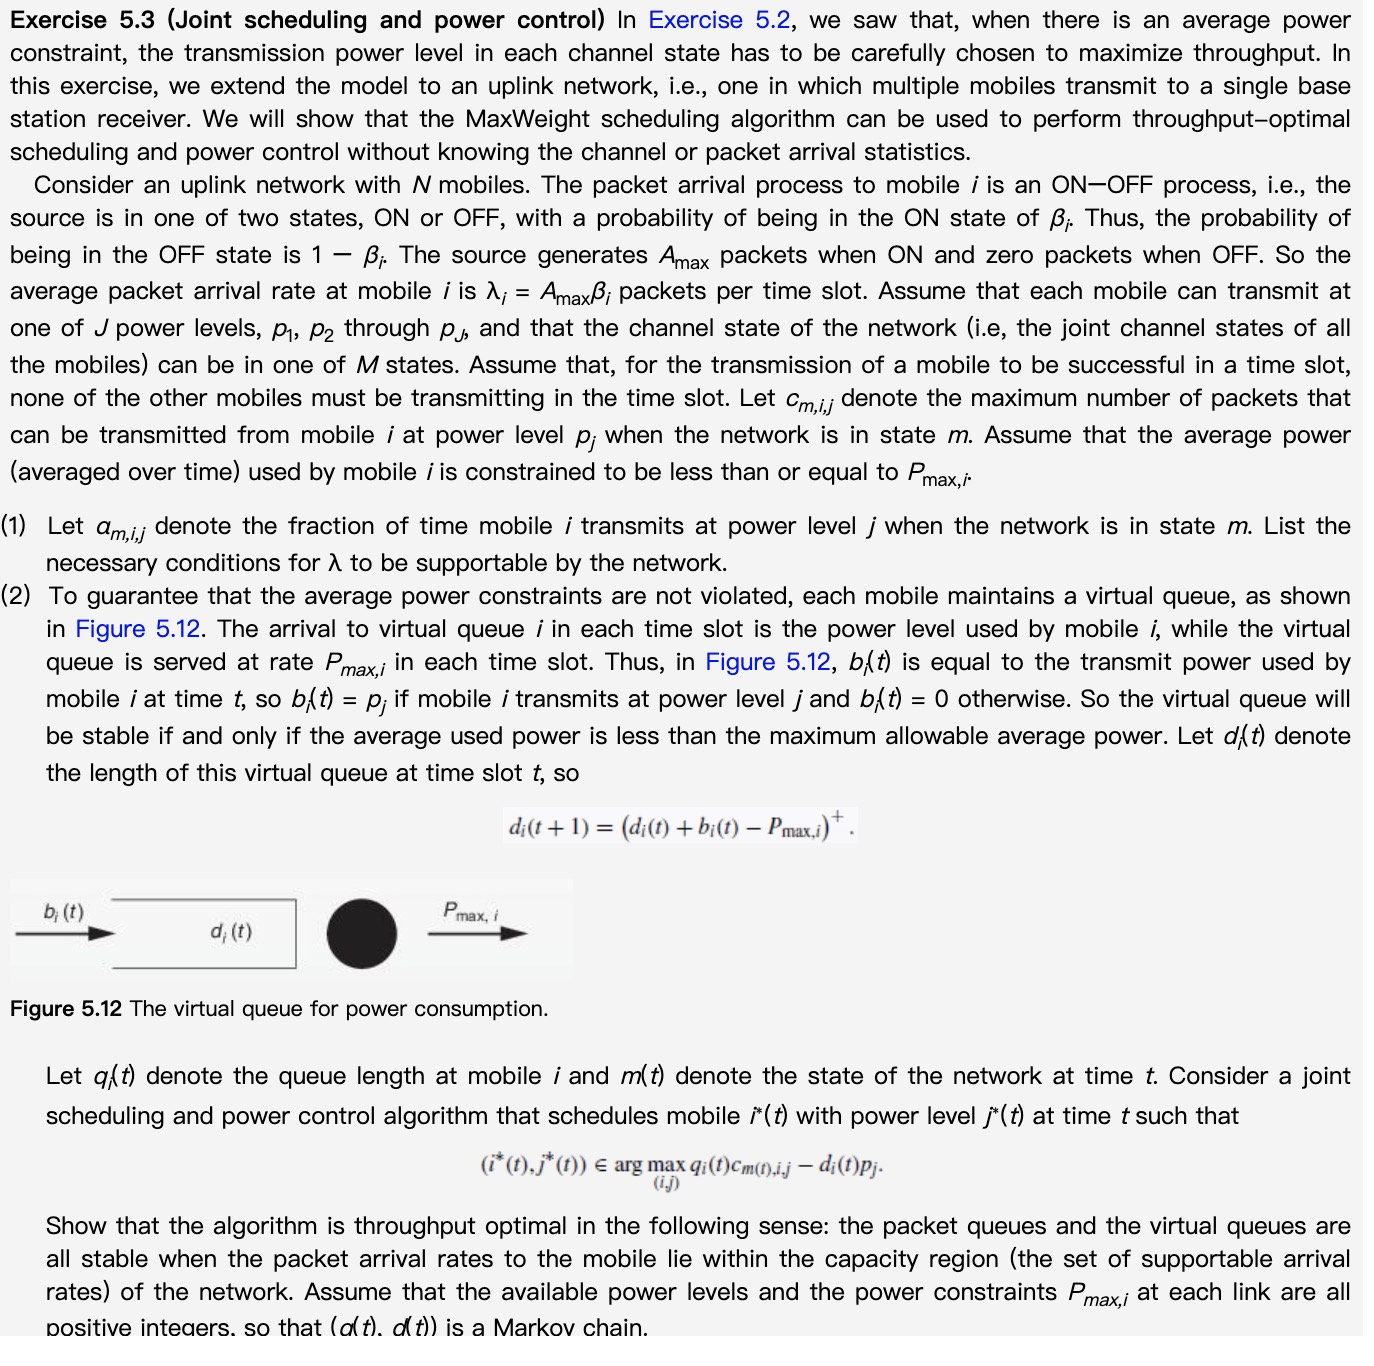 Exercise 5.3 (Joint scheduling and power control) In Exercise 5.2, we saw that, when there is an average power
constraint, the transmission power level in each channel state has to be carefully chosen to maximize throughput. In
this exercise, we extend the model to an uplink network, i.e., one in which multiple mobiles transmit to a single base
station receiver. We will show that the MaxWeight scheduling algorithm can be used to perform throughput–optimal
scheduling and power control without knowing the channel or packet arrival statistics.
Consider an uplink network with N mobiles. The packet arrival process to mobile i is an ON–OFF process, i.e., the
source is in one of two states, ON or OFF, with a probability of being in the ON state of β_i. Thus, the probability of
being in the OFF state is 1 − β_i. The source generates A_max packets when ON and zero packets when OFF. So the
average packet arrival rate at mobile i is λ_i = A_maxβ_i packets per time slot. Assume that each mobile can transmit at
one of J power levels, p_1, p_2 through p_J, and that the channel state of the network (i.e, the joint channel states of all
the mobiles) can be in one of M states. Assume that, for the transmission of a mobile to be successful in a time slot,
none of the other mobiles must be transmitting in the time slot. Let c_{m,i,j} denote the maximum number of packets that
can be transmitted from mobile i at power level p_j when the network is in state m. Assume that the average power
(averaged over time) used by mobile i is constrained to be less than or equal to P_{max,i}.
(1) Let α_{m,i,j} denote the fraction of time mobile i transmits at power level j when the network is in state m. List the
necessary conditions for λ to be supportable by the network.
(2) To guarantee that the average power constraints are not violated, each mobile maintains a virtual queue, as shown
in Figure 5.12. The arrival to virtual queue i in each time slot is the power level used by mobile i, while the virtual
queue is served at rate P_{max,i} in each time slot. Thus, in Figure 5.12, b_i(t) is equal to the transmit power used by
mobile i at time t, so b_i(t) = p_j if mobile i transmits at power level j and b_i(t) = 0 otherwise. So the virtual queue will
be stable if and only if the average used power is less than the maximum allowable average power. Let d_i(t) denote
the length of this virtual queue at time slot t, so
d_i(t + 1) = (d_i(t) + b_i(t) − P_{max,i})^+ .
b_i (t)
d_i (t)
P_{max, i}
Figure 5.12 The virtual queue for power consumption.
Let q_i(t) denote the queue length at mobile i and m(t) denote the state of the network at time t. Consider a joint
scheduling and power control algorithm that schedules mobile i*(t) with power level j*(t) at time t such that
(i*(t), j*(t)) ∈ arg max_{(i,j)} q_i(t)c_{m(t),i,j} − d_i(t)p_j.
Show that the algorithm is throughput optimal in the following sense: the packet queues and the virtual queues are
all stable when the packet arrival rates to the mobile lie within the capacity region (the set of supportable arrival
rates) of the network. Assume that the available power levels and the power constraints P_{max,i} at each link are all
positive integers, so that (q(t), d(t)) is a Markov chain.